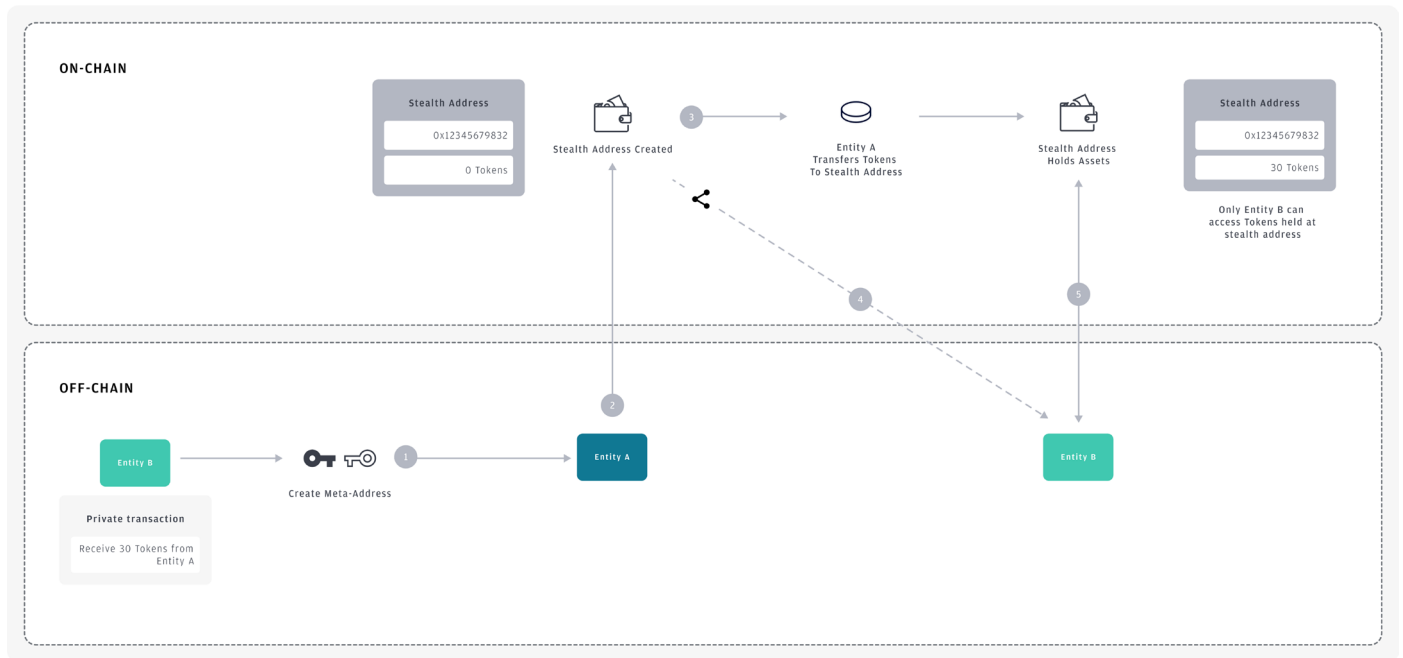 ON-CHAIN
Stealth Address
0x12345679832
0 Tokens
Stealth Address Created
3
Entity A
Transfers Tokens
To Stealth Address
Stealth Address
Holds Assets
Stealth Address
0x12345679832
30 Tokens
Only Entity B can
access Tokens held at
stealth address
4
5
OFF-CHAIN
2
Entity B
Create Meta-Address
1
Entity A
Entity B
Private transaction
Receive 30 Tokens from
Entity A